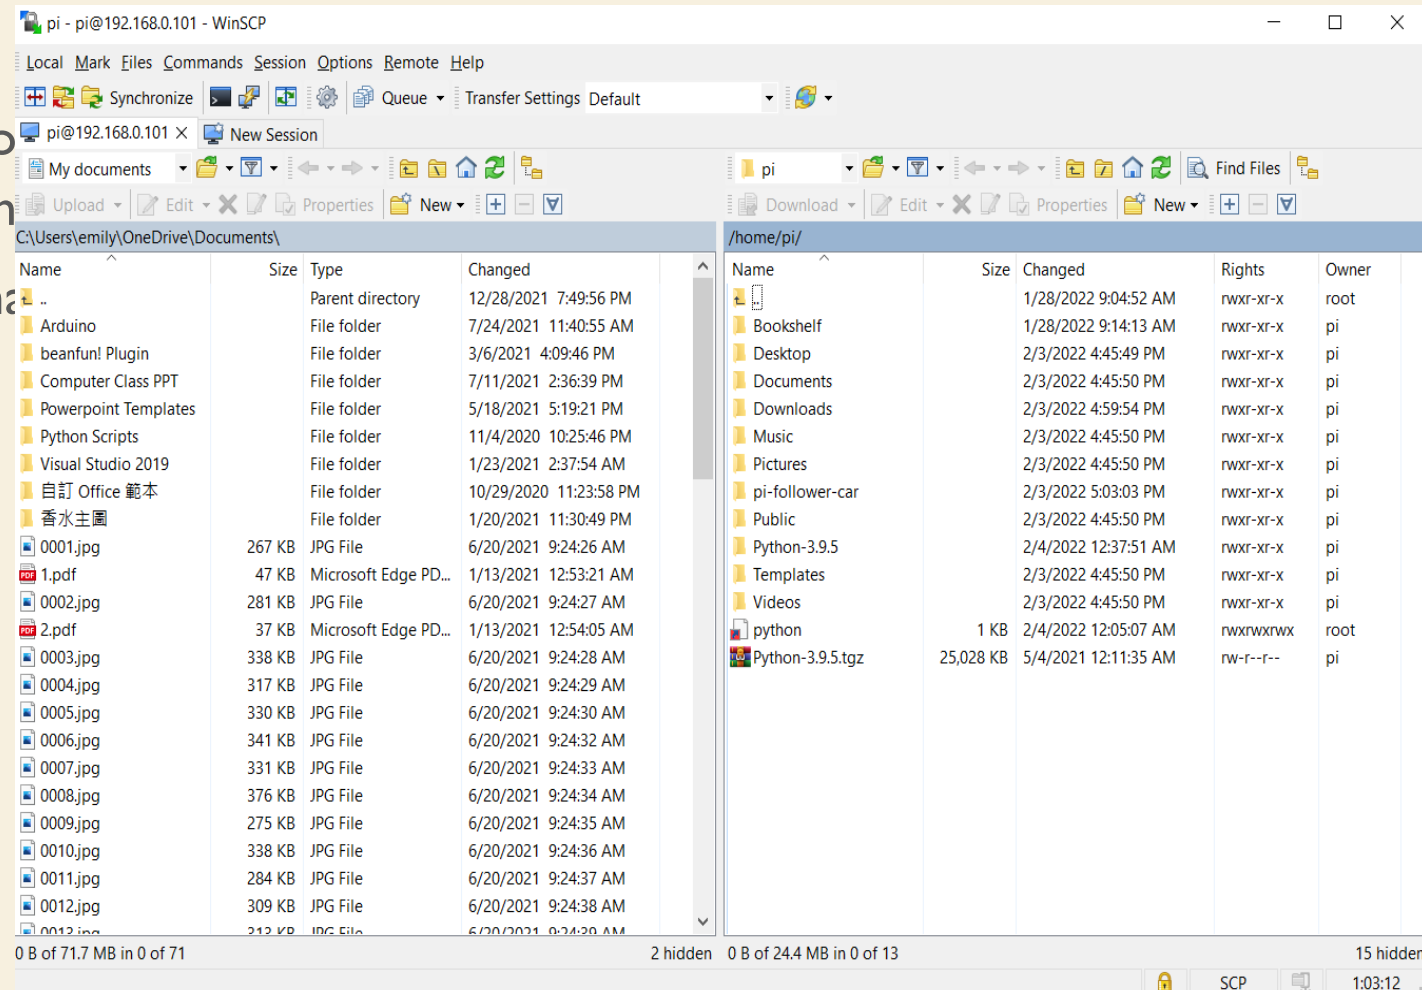 pi - pi@192.168.0.101 - WinSCP
Local Mark Files Commands Session Options Remote Help
Synchronize Queue Transfer Settings Default
pi@192.168.0.101 × New Session
My documents pi Find Files
Upload Edit Properties New Download Edit Properties New
C:\Users\emily\OneDrive\Documents\ /home/pi/
Name Size Type Changed Name Size Changed Rights Owner
.. Parent directory 12/28/2021 7:49:56 PM .. 1/28/2022 9:04:52 AM rwxr-xr-x root
Arduino File folder 7/24/2021 11:40:55 AM Bookshelf 1/28/2022 9:14:13 AM rwxr-xr-x pi
beanfun! Plugin File folder 3/6/2021 4:09:46 PM Desktop 2/3/2022 4:45:49 PM rwxr-xr-x pi
Computer Class PPT File folder 7/11/2021 2:36:39 PM Documents 2/3/2022 4:45:50 PM rwxr-xr-x pi
Powerpoint Templates File folder 5/18/2021 5:19:21 PM Downloads 2/3/2022 4:59:54 PM rwxr-xr-x pi
Python Scripts File folder 11/4/2020 10:25:46 PM Music 2/3/2022 4:45:50 PM rwxr-xr-x pi
Visual Studio 2019 File folder 1/23/2021 2:37:54 AM Pictures 2/3/2022 4:45:50 PM rwxr-xr-x pi
自訂 Office 範本 File folder 10/29/2020 11:23:58 PM pi-follower-car 2/3/2022 5:03:03 PM rwxr-xr-x pi
香水主圖 File folder 1/20/2021 11:30:49 PM Public 2/3/2022 4:45:50 PM rwxr-xr-x pi
0001.jpg 267 KB JPG File 6/20/2021 9:24:26 AM Python-3.9.5 2/4/2022 12:37:51 AM rwxr-xr-x pi
1.pdf 47 KB Microsoft Edge PD... 1/13/2021 12:53:21 AM Templates 2/3/2022 4:45:50 PM rwxr-xr-x pi
0002.jpg 281 KB JPG File 6/20/2021 9:24:27 AM Videos 2/3/2022 4:45:50 PM rwxr-xr-x pi
2.pdf 37 KB Microsoft Edge PD... 1/13/2021 12:54:05 AM python 1 KB 2/4/2022 12:05:07 AM rwxrwxrwx root
0003.jpg 338 KB JPG File 6/20/2021 9:24:28 AM Python-3.9.5.tgz 25,028 KB 5/4/2021 12:11:35 AM rw-r--r-- pi
0004.jpg 317 KB JPG File 6/20/2021 9:24:29 AM
0005.jpg 330 KB JPG File 6/20/2021 9:24:30 AM
0006.jpg 341 KB JPG File 6/20/2021 9:24:32 AM
0007.jpg 331 KB JPG File 6/20/2021 9:24:33 AM
0008.jpg 376 KB JPG File 6/20/2021 9:24:34 AM
0009.jpg 275 KB JPG File 6/20/2021 9:24:35 AM
0010.jpg 338 KB JPG File 6/20/2021 9:24:36 AM
0011.jpg 284 KB JPG File 6/20/2021 9:24:37 AM
0012.jpg 309 KB JPG File 6/20/2021 9:24:38 AM
0013.jpg 313 KB JPG File 6/20/2021 9:24:39 AM
0 B of 71.7 MB in 0 of 71 2 hidden 0 B of 24.4 MB in 0 of 13 15 hidden
SCP 1:03:12